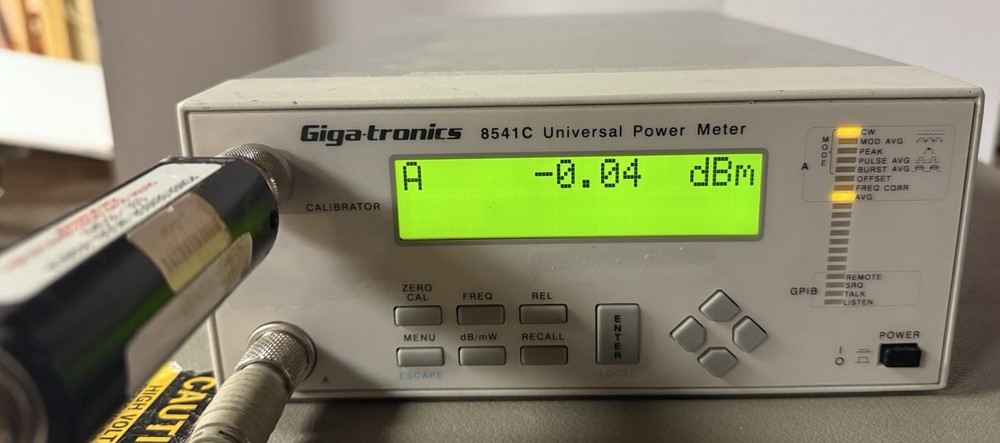 Giga-tronics 8541C Universal Power Meter
A -0.04 dBm
CALIBRATOR
MODE
A
CW
MOD AVG
PEAK
PULSE AVG
BURST AVG
OFFSET
FREQ CORR
AVG
GPIB
REMOTE
SRQ
TALK
LISTEN
ZERO
CAL
FREQ
REL
MENU
dB/mW
RECALL
ESCAPE
ENTER
LOCAL
POWER
I
O
A
CAUTI
HIGH VOLT